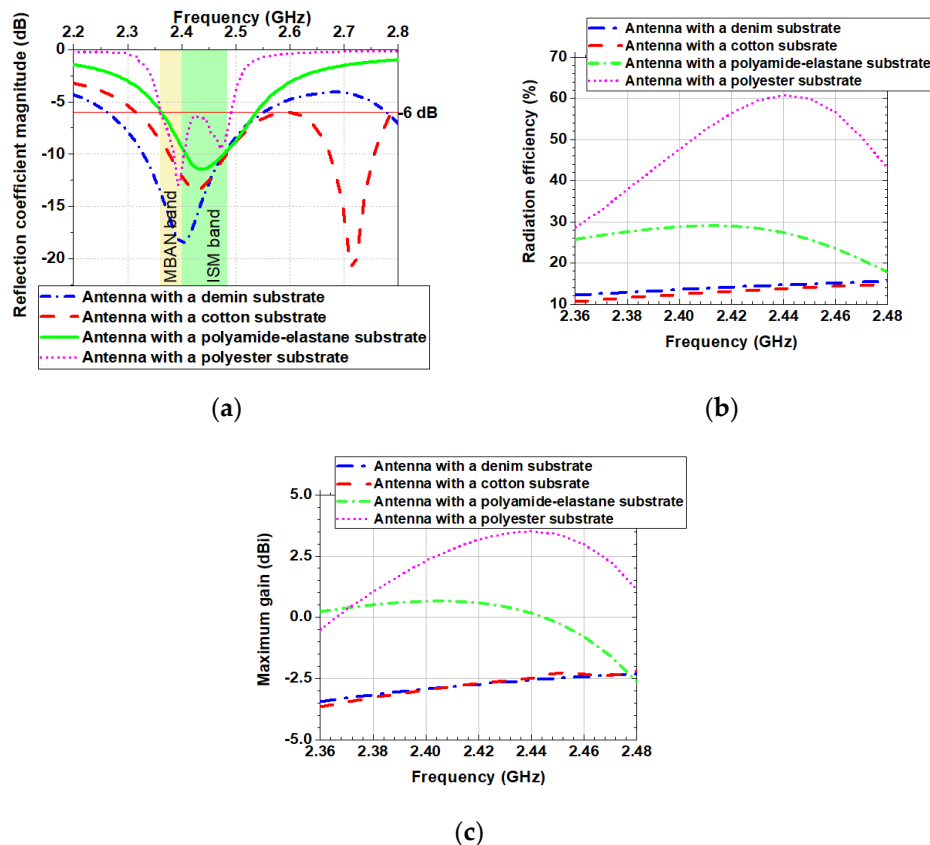 Frequency (GHz)
2.2 2.3 2.4 2.5 2.6 2.7 2.8
Reflection coefficient magnitude (dB)
0
-5
-10
-15
-20
-6 dB
MBAN band
ISM band
Antenna with a demin substrate
Antenna with a cotton substrate
Antenna with a polyamide-elastane substrate
Antenna with a polyester substrate
(a)
Antenna with a denim substrate
Antenna with a cotton subsrate
Antenna with a polyamide-elastane substrate
Antenna with a polyester substrate
Radiation efficiency (%)
70
60
50
40
30
20
10
2.36 2.38 2.40 2.42 2.44 2.46 2.48
Frequency (GHz)
(b)
Antenna with a denim substrate
Antenna with a cotton subsrate
Antenna with a polyamide-elastane substrate
Antenna with a polyester substrate
Maximum gain (dBi)
5.0
2.5
0.0
-2.5
-5.0
2.36 2.38 2.40 2.42 2.44 2.46 2.48
Frequency (GHz)
(c)